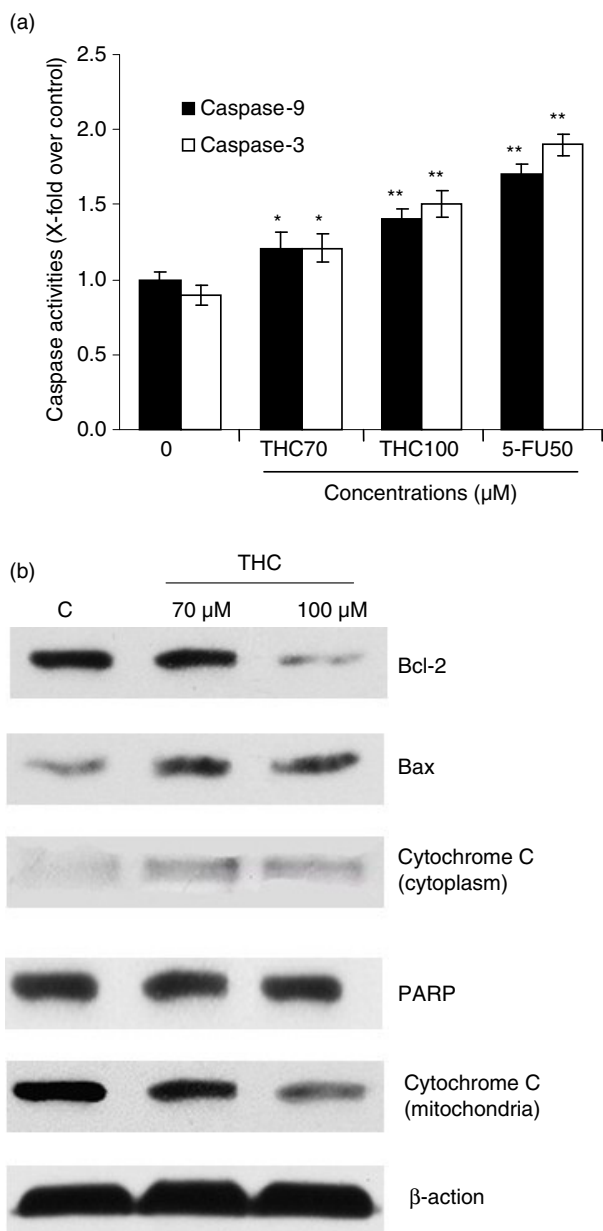 (a)
2.5
2.0
1.5
1.0
0.5
0.0
Caspase activities (X-fold over control)
Caspase-9
Caspase-3
* *
** **
** **
0 THC70 THC100 5-FU50
Concentrations (μM)
(b)
THC
C 70 μM 100 μM
Bcl-2
Bax
Cytochrome C
(cytoplasm)
PARP
Cytochrome C
(mitochondria)
β-action